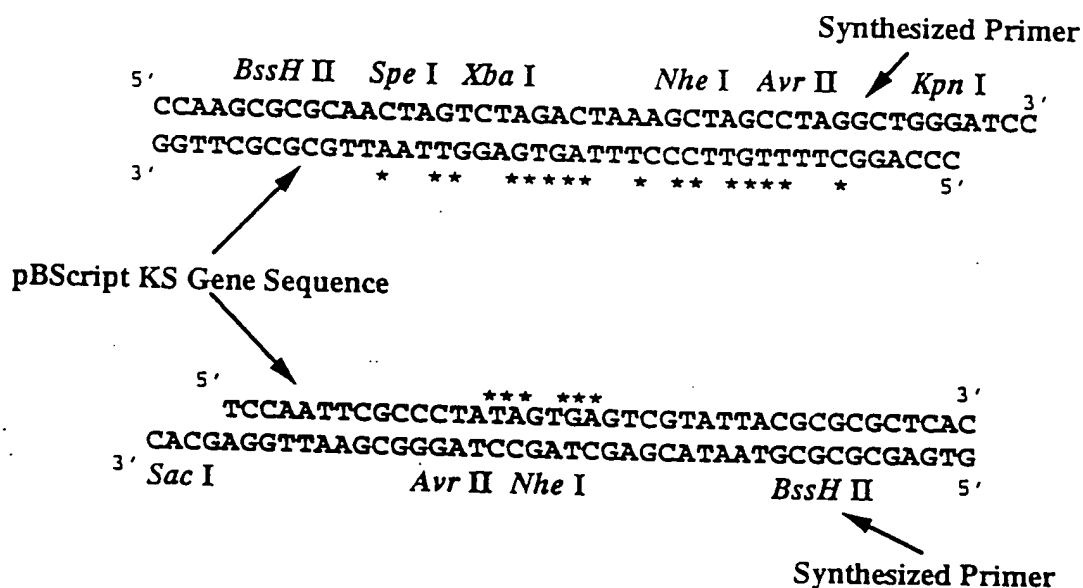 Synthesized Primer
5' BssH II Spe I Xba I Nhe I Avr II Kpn I 3'
CCAAGCGCGCAACTAGTCTAGACTAAAGCTAGCCTAGGCTGGGATCC
GGTTCGCGCGTTAATTGGAGTGATTTCCCTTGTTTTCGGACCC
3' * ** ***** * ** **** * 5'
pBScript KS Gene Sequence
5' *** *** 3'
TCCAATTCGCCCTATAGTGAGTCGTATTACGCGCGCTCAC
CACGAGGTTAAGCGGGATCCGATCGAGCATAATGCGCGCGAGTG
3' Sac I Avr II Nhe I BssH II 5'
Synthesized Primer